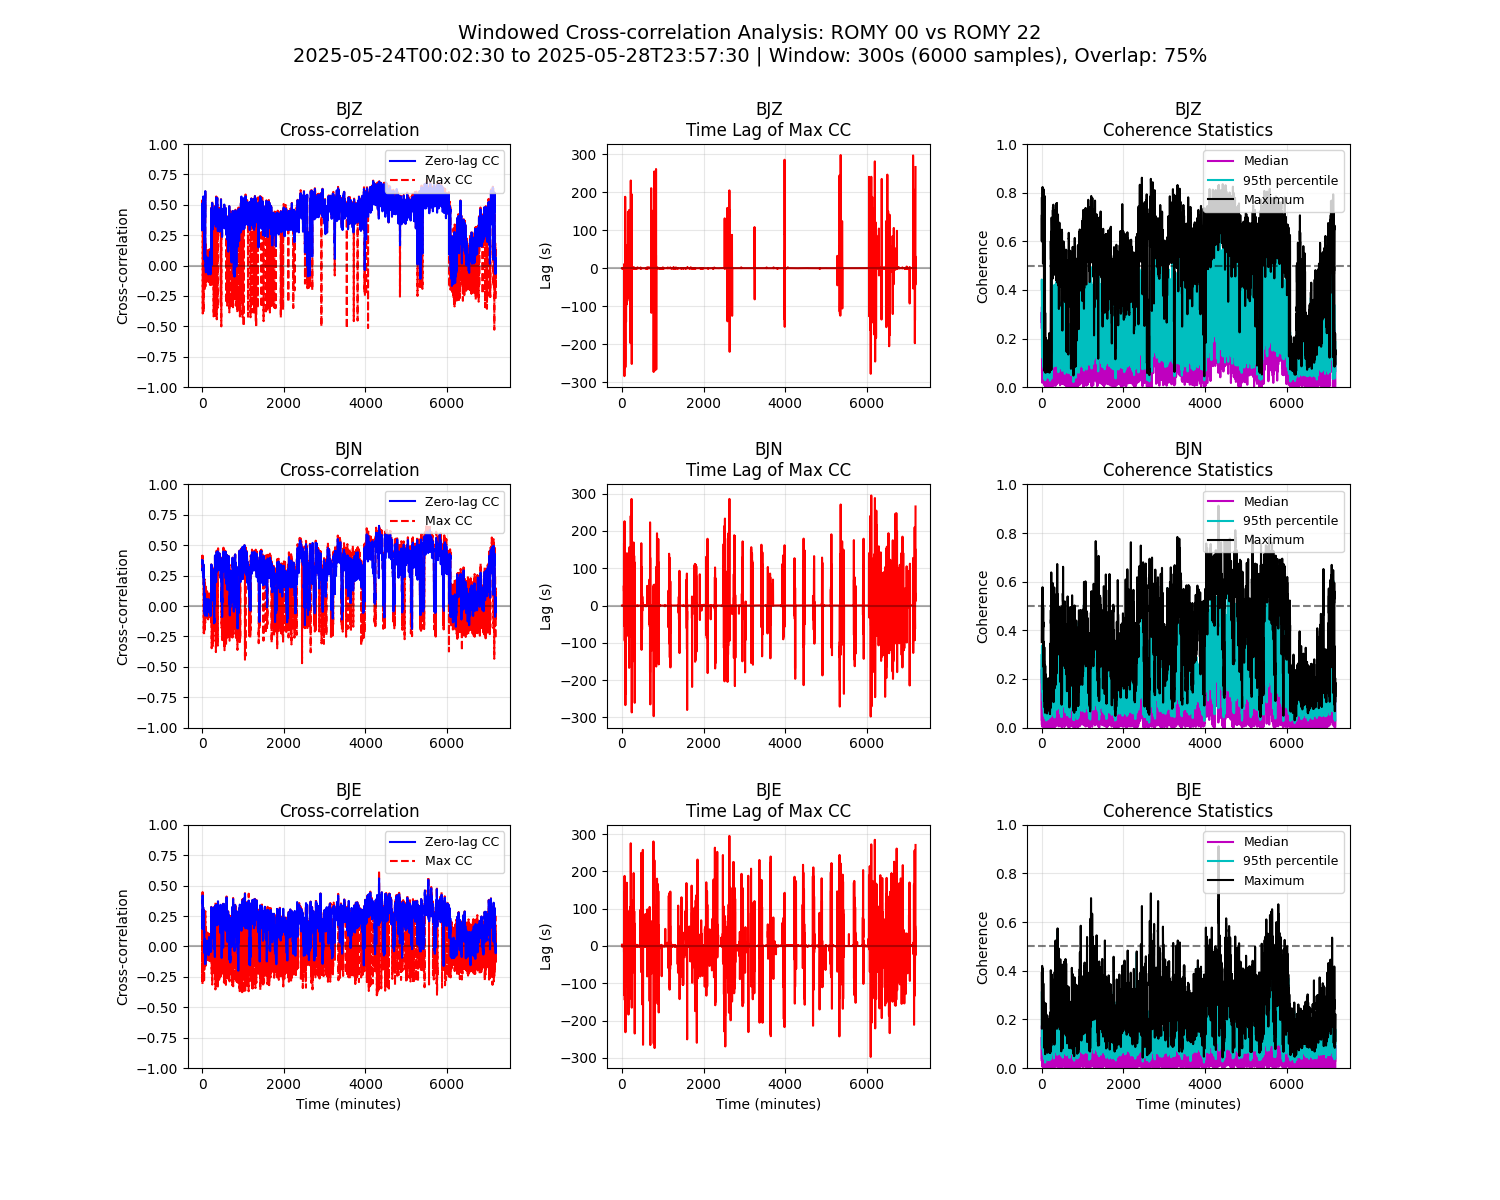 Windowed Cross-correlation Analysis: ROMY 00 vs ROMY 22
2025-05-24T00:02:30 to 2025-05-28T23:57:30 | Window: 300s (6000 samples), Overlap: 75%
BJZ
Cross-correlation
Cross-correlation
1.00
0.75
0.50
0.25
0.00
−0.25
−0.50
−0.75
−1.00
0 2000 4000 6000
Zero-lag CC
Max CC
BJZ
Time Lag of Max CC
Lag (s)
300
200
100
0
−100
−200
−300
0 2000 4000 6000
BJZ
Coherence Statistics
Coherence
1.0
0.8
0.6
0.4
0.2
0.0
0 2000 4000 6000
Median
95th percentile
Maximum
BJN
Cross-correlation
Cross-correlation
1.00
0.75
0.50
0.25
0.00
−0.25
−0.50
−0.75
−1.00
0 2000 4000 6000
Zero-lag CC
Max CC
BJN
Time Lag of Max CC
Lag (s)
300
200
100
0
−100
−200
−300
0 2000 4000 6000
BJN
Coherence Statistics
Coherence
1.0
0.8
0.6
0.4
0.2
0.0
0 2000 4000 6000
Median
95th percentile
Maximum
BJE
Cross-correlation
Cross-correlation
1.00
0.75
0.50
0.25
0.00
−0.25
−0.50
−0.75
−1.00
0 2000 4000 6000
Time (minutes)
Zero-lag CC
Max CC
BJE
Time Lag of Max CC
Lag (s)
300
200
100
0
−100
−200
−300
0 2000 4000 6000
Time (minutes)
BJE
Coherence Statistics
Coherence
1.0
0.8
0.6
0.4
0.2
0.0
0 2000 4000 6000
Time (minutes)
Median
95th percentile
Maximum